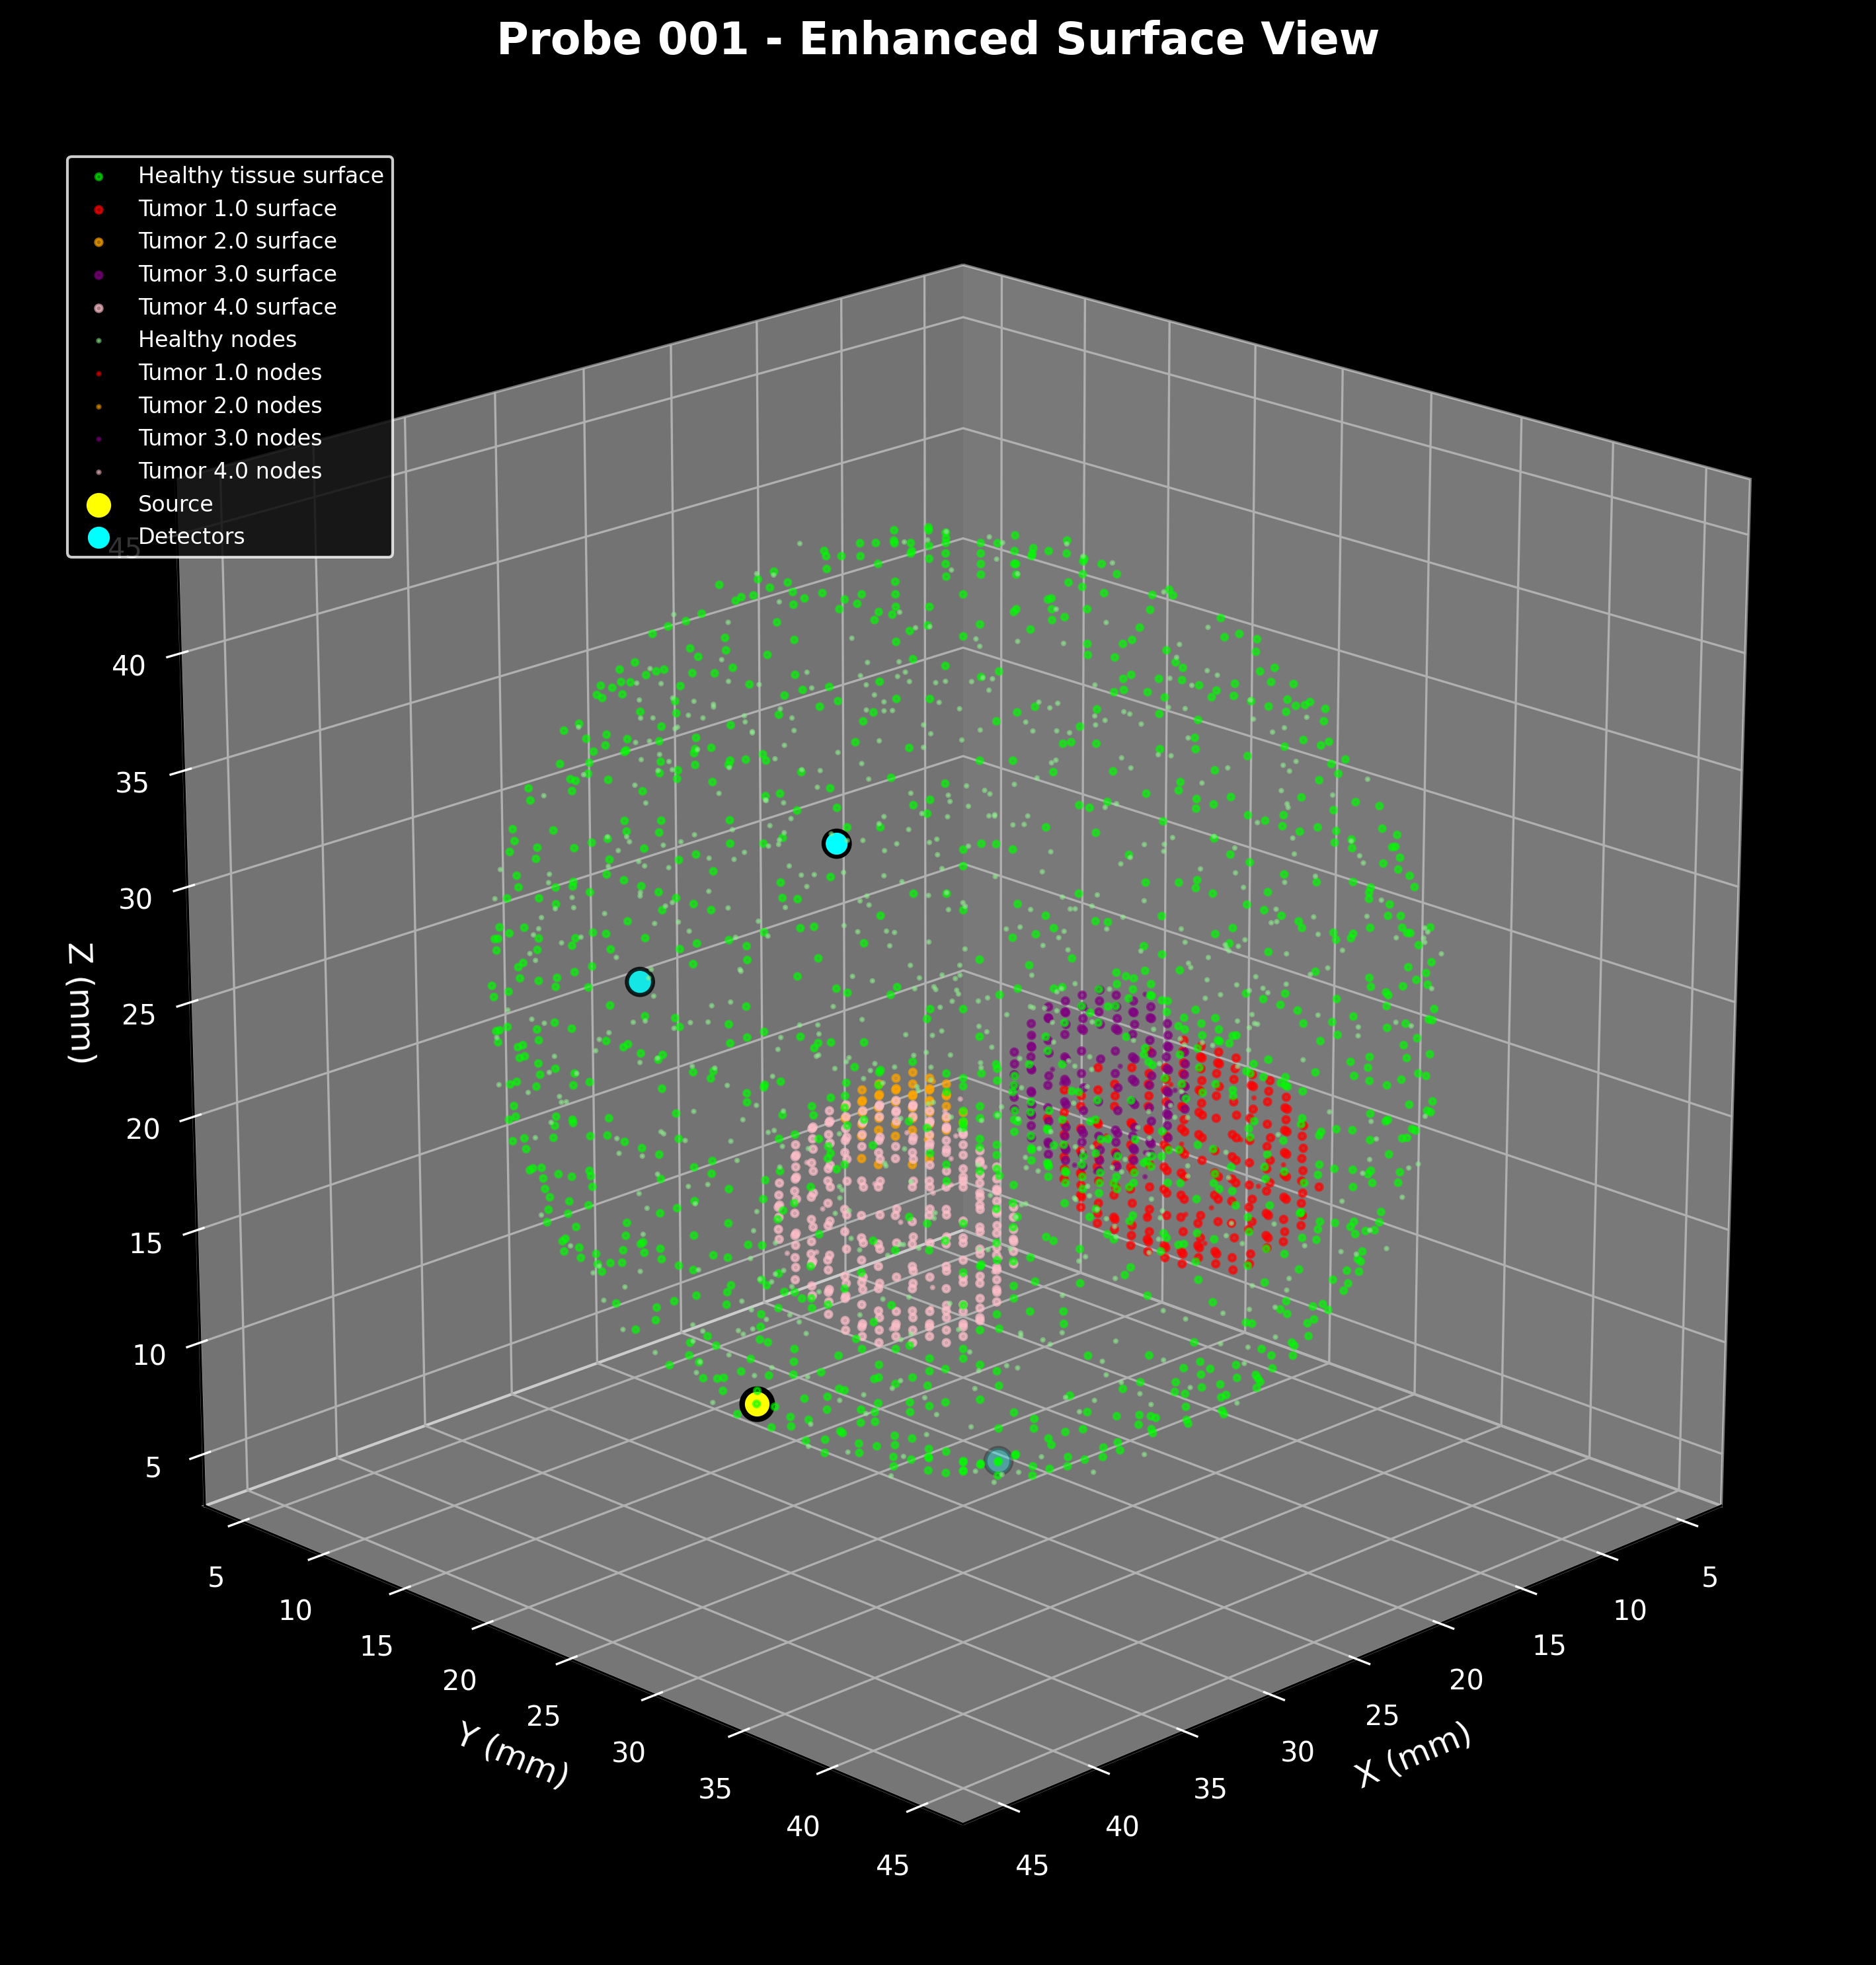 Probe 001 - Enhanced Surface View
Healthy tissue surface
Tumor 1.0 surface
Tumor 2.0 surface
Tumor 3.0 surface
Tumor 4.0 surface
Healthy nodes
Tumor 1.0 nodes
Tumor 2.0 nodes
Tumor 3.0 nodes
Tumor 4.0 nodes
Source
Detectors
45
40
35
30
25
20
15
10
5
Z (mm)
5
10
15
20
25
30
35
40
45
Y (mm)
5
10
15
20
25
30
35
40
45
X (mm)